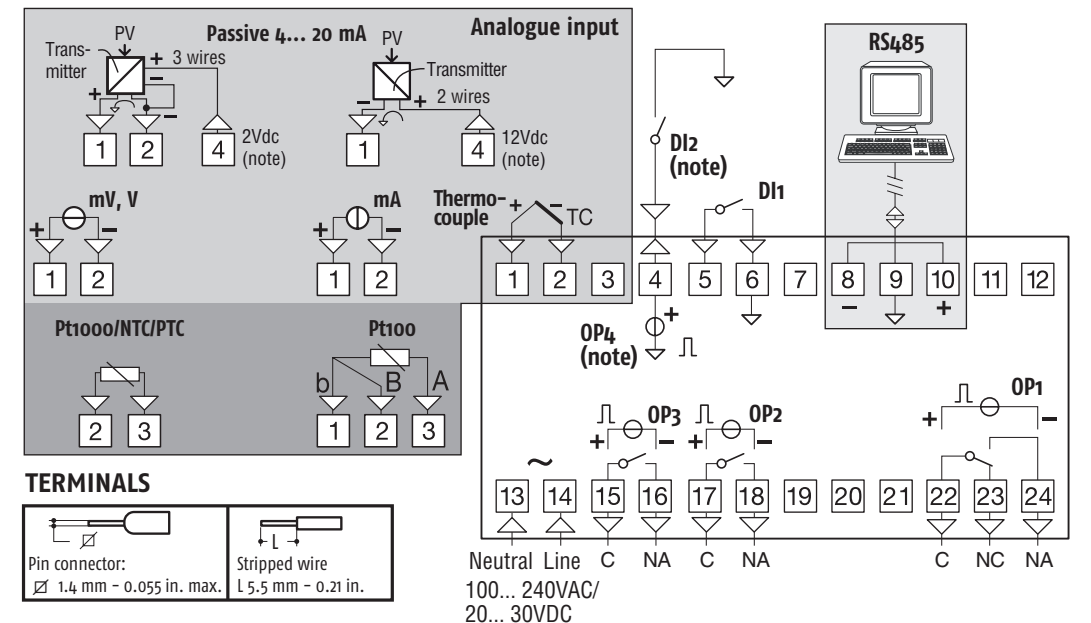 Analogue input
Passive 4... 20 mA
PV
Trans-
mitter
+ 3 wires
–
+
–
1 2 4
2Vdc
(note)
PV
Transmitter
– + 2 wires
1 4
12Vdc
(note)
mV, V
+ –
1 2
mA
+ –
1 2
Thermo-
couple
+ –
TC
DI2
(note)
DI1
RS485
1 2 3 4 5 6 7 8 9 10 11 12
– +
OP4
(note)
+
Pt1000/NTC/PTC
2 3
Pt100
b B A
1 2 3
OP3
+ –
OP2
+ –
OP1
+ –
~
13 14 15 16 17 18 19 20 21 22 23 24
Neutral Line C NA C NA C NC NA
100... 240VAC/
20... 30VDC
TERMINALS
Pin connector:
1.4 mm - 0.055 in. max.
L
Stripped wire
L 5.5 mm - 0.21 in.